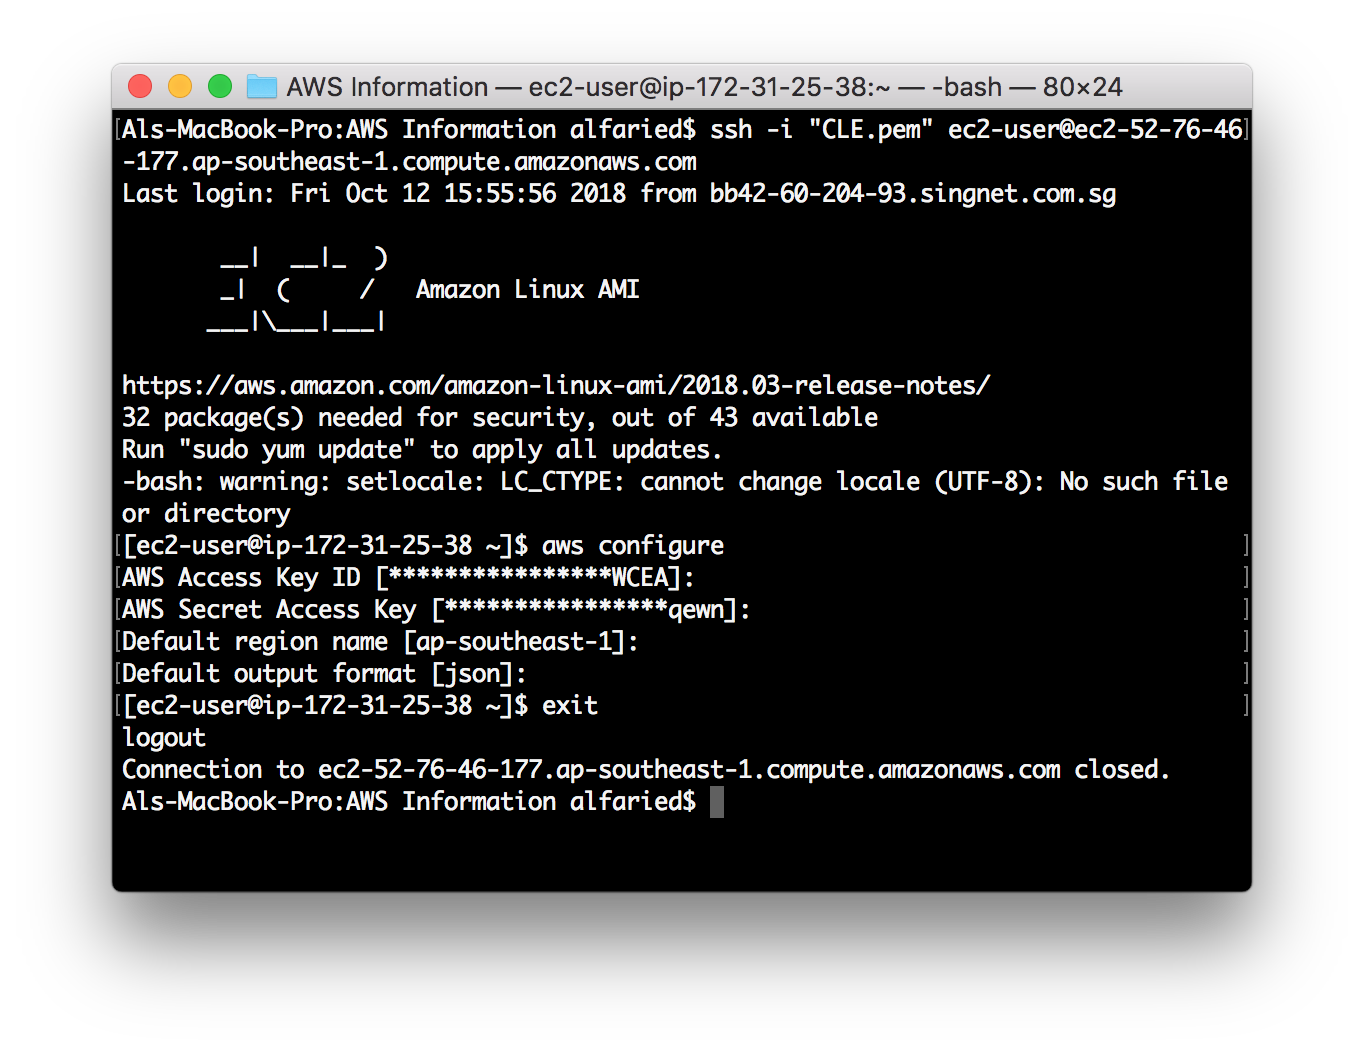 AWS Information — ec2-user@ip-172-31-25-38:~ — -bash — 80×24
[Als-MacBook-Pro:AWS Information alfaried$ ssh -i "CLE.pem" ec2-user@ec2-52-76-46]
-177.ap-southeast-1.compute.amazonaws.com
Last login: Fri Oct 12 15:55:56 2018 from bb42-60-204-93.singnet.com.sg

       __|  __|_  )
       _|  (     /   Amazon Linux AMI
      ___|\___|___|

https://aws.amazon.com/amazon-linux-ami/2018.03-release-notes/
32 package(s) needed for security, out of 43 available
Run "sudo yum update" to apply all updates.
-bash: warning: setlocale: LC_CTYPE: cannot change locale (UTF-8): No such file
or directory
[[ec2-user@ip-172-31-25-38 ~]$ aws configure ]
[AWS Access Key ID [****************WCEA]: ]
[AWS Secret Access Key [****************qewn]: ]
[Default region name [ap-southeast-1]: ]
[Default output format [json]: ]
[[ec2-user@ip-172-31-25-38 ~]$ exit ]
logout
Connection to ec2-52-76-46-177.ap-southeast-1.compute.amazonaws.com closed.
Als-MacBook-Pro:AWS Information alfaried$